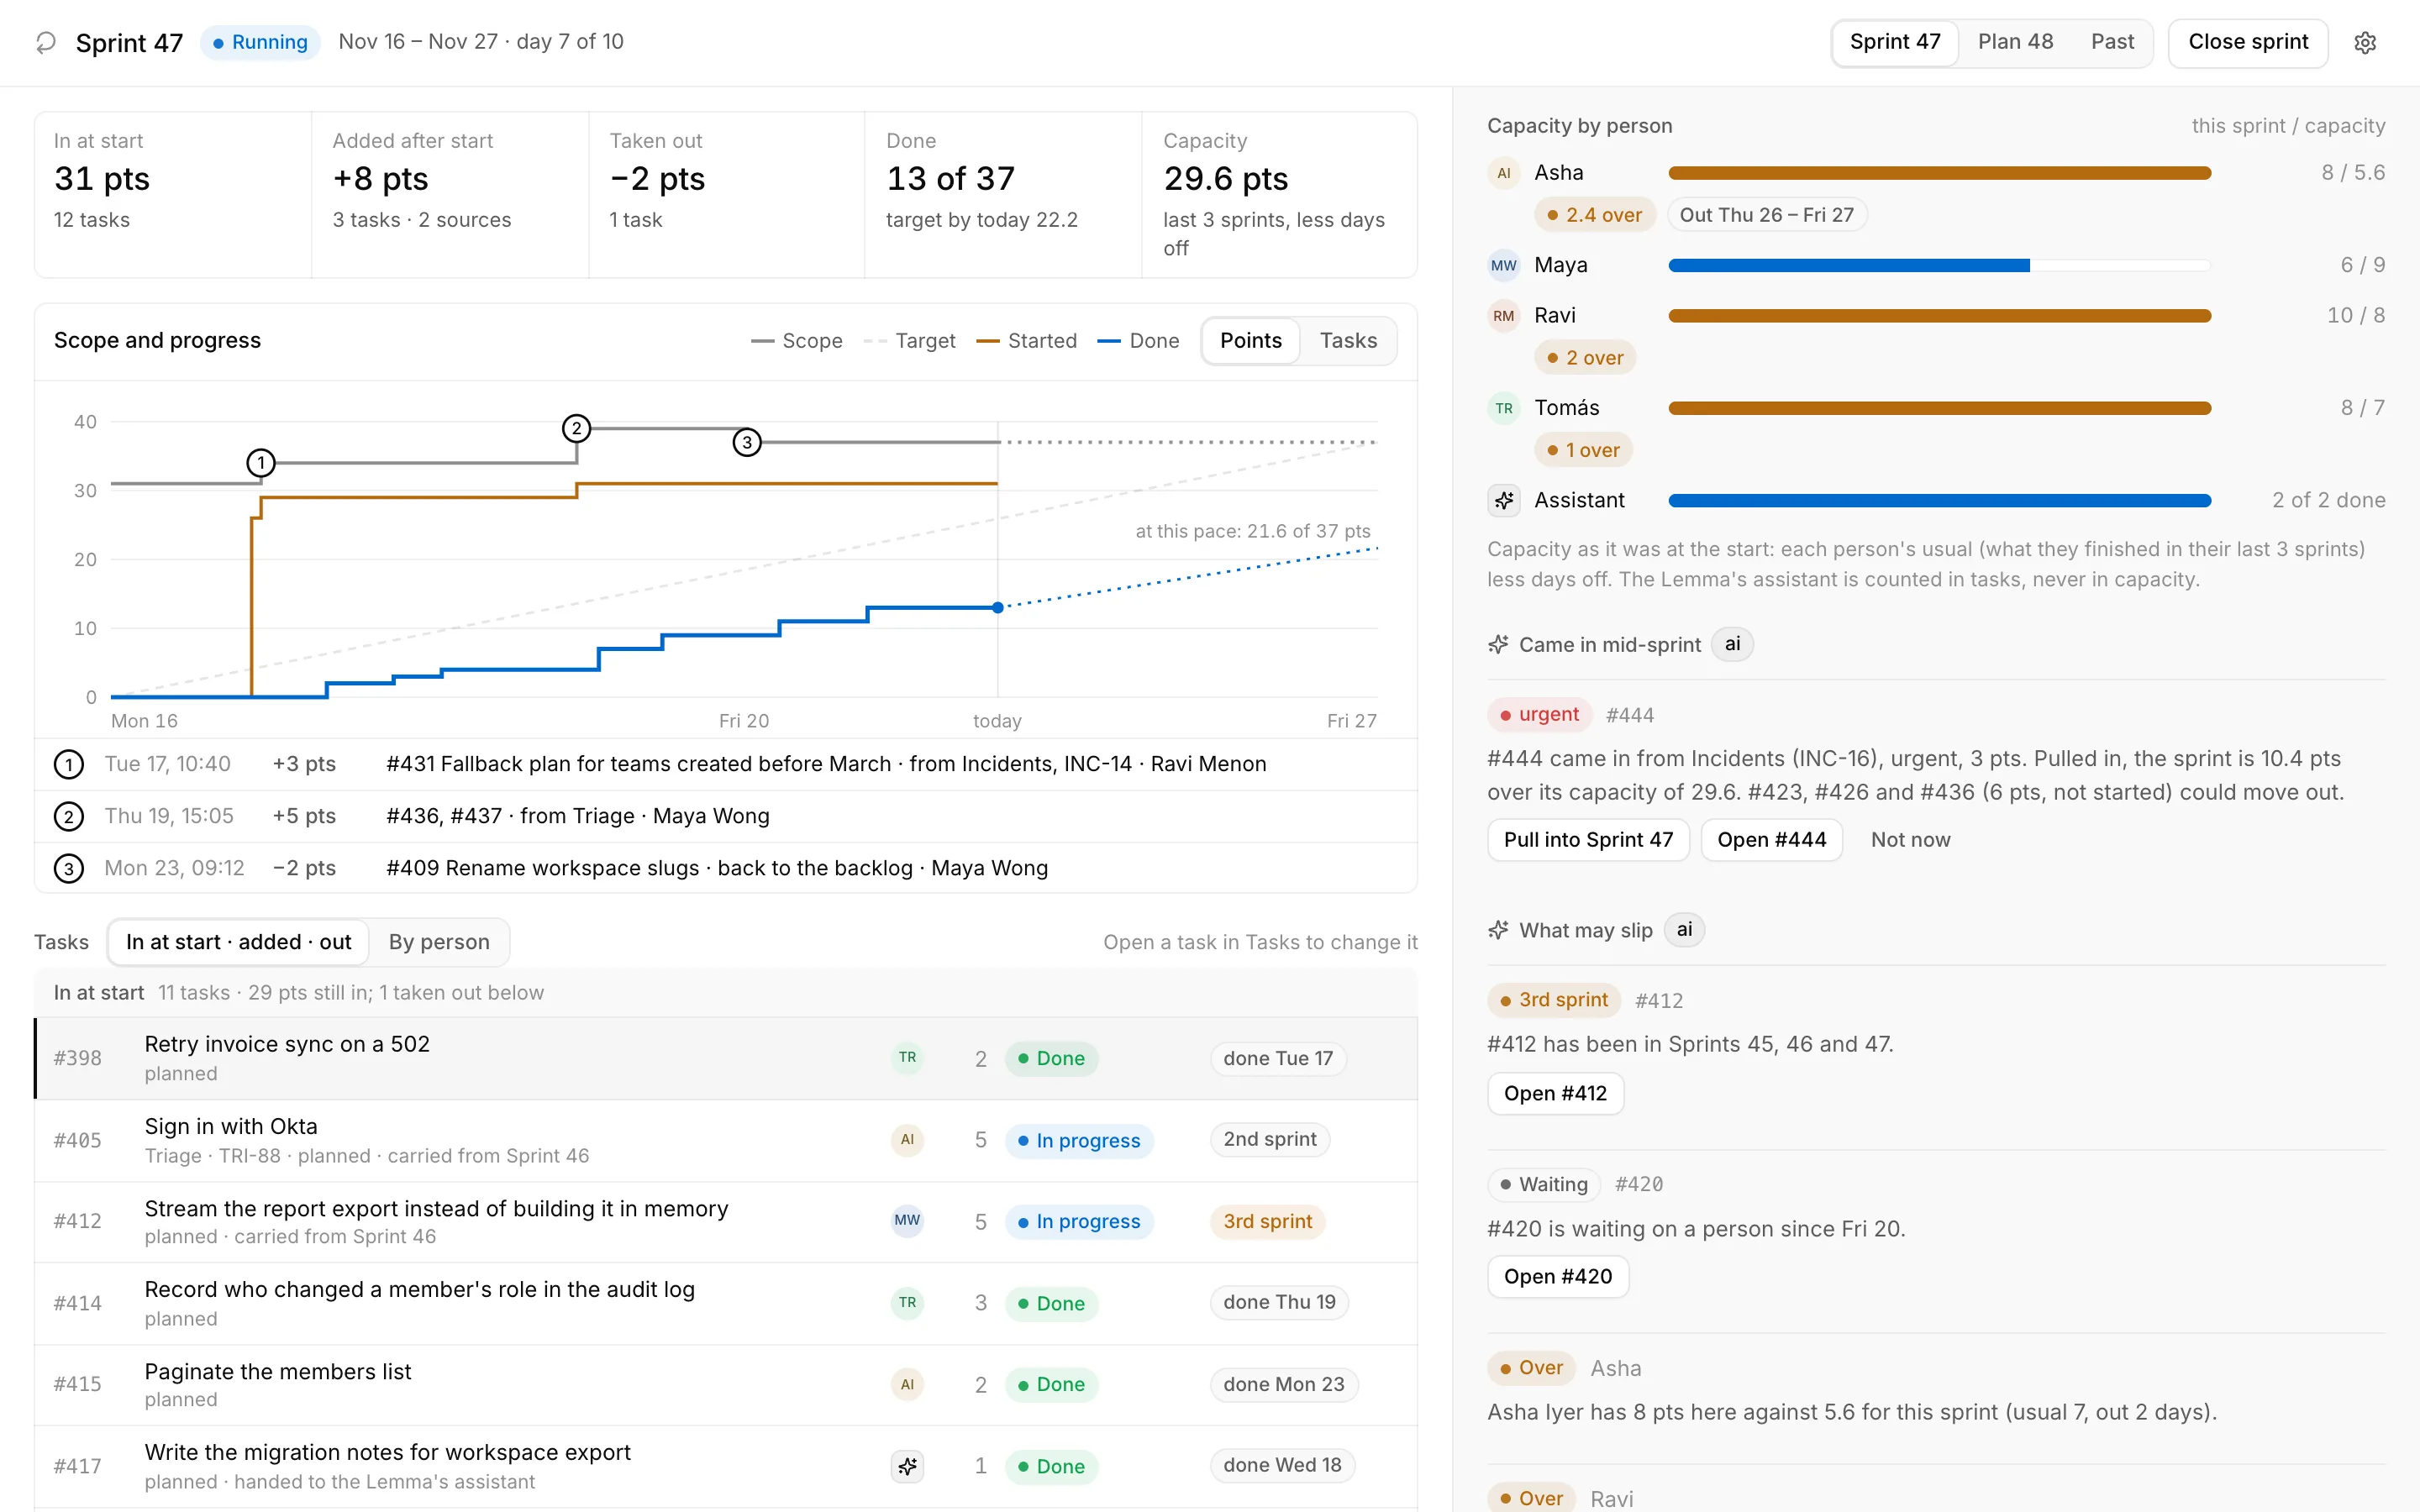 Sprint 47 Running Nov 16 – Nov 27 · day 7 of 10 Sprint 47 Plan 48 Past Close sprint
In at start
31 pts
12 tasks
Added after start
+8 pts
3 tasks · 2 sources
Taken out
−2 pts
1 task
Done
13 of 37
target by today 22.2
Capacity
29.6 pts
last 3 sprints, less days
off
Scope and progress Scope Target Started Done Points Tasks
40
30
20
10
0
1
2
3
at this pace: 21.6 of 37 pts
Mon 16 Fri 20 today Fri 27
1 Tue 17, 10:40 +3 pts #431 Fallback plan for teams created before March · from Incidents, INC-14 · Ravi Menon
2 Thu 19, 15:05 +5 pts #436, #437 · from Triage · Maya Wong
3 Mon 23, 09:12 −2 pts #409 Rename workspace slugs · back to the backlog · Maya Wong
Tasks In at start · added · out By person Open a task in Tasks to change it
In at start 11 tasks · 29 pts still in; 1 taken out below
#398 Retry invoice sync on a 502 TR 2 Done done Tue 17
planned
#405 Sign in with Okta AI 5 In progress 2nd sprint
Triage · TRI-88 · planned · carried from Sprint 46
#412 Stream the report export instead of building it in memory MW 5 In progress 3rd sprint
planned · carried from Sprint 46
#414 Record who changed a member's role in the audit log TR 3 Done done Thu 19
planned
#415 Paginate the members list AI 2 Done done Mon 23
planned
#417 Write the migration notes for workspace export 1 Done done Wed 18
planned · handed to the Lemma's assistant
Capacity by person this sprint / capacity
AI Asha 8 / 5.6
2.4 over Out Thu 26 – Fri 27
MW Maya 6 / 9
RM Ravi 10 / 8
2 over
TR Tomás 8 / 7
1 over
Assistant 2 of 2 done
Capacity as it was at the start: each person's usual (what they finished in their last 3 sprints)
less days off. The Lemma's assistant is counted in tasks, never in capacity.
Came in mid-sprint ai
urgent #444
#444 came in from Incidents (INC-16), urgent, 3 pts. Pulled in, the sprint is 10.4 pts
over its capacity of 29.6. #423, #426 and #436 (6 pts, not started) could move out.
Pull into Sprint 47 Open #444 Not now
What may slip ai
3rd sprint #412
#412 has been in Sprints 45, 46 and 47.
Open #412
Waiting #420
#420 is waiting on a person since Fri 20.
Open #420
Over Asha
Asha Iyer has 8 pts here against 5.6 for this sprint (usual 7, out 2 days).
Over Ravi